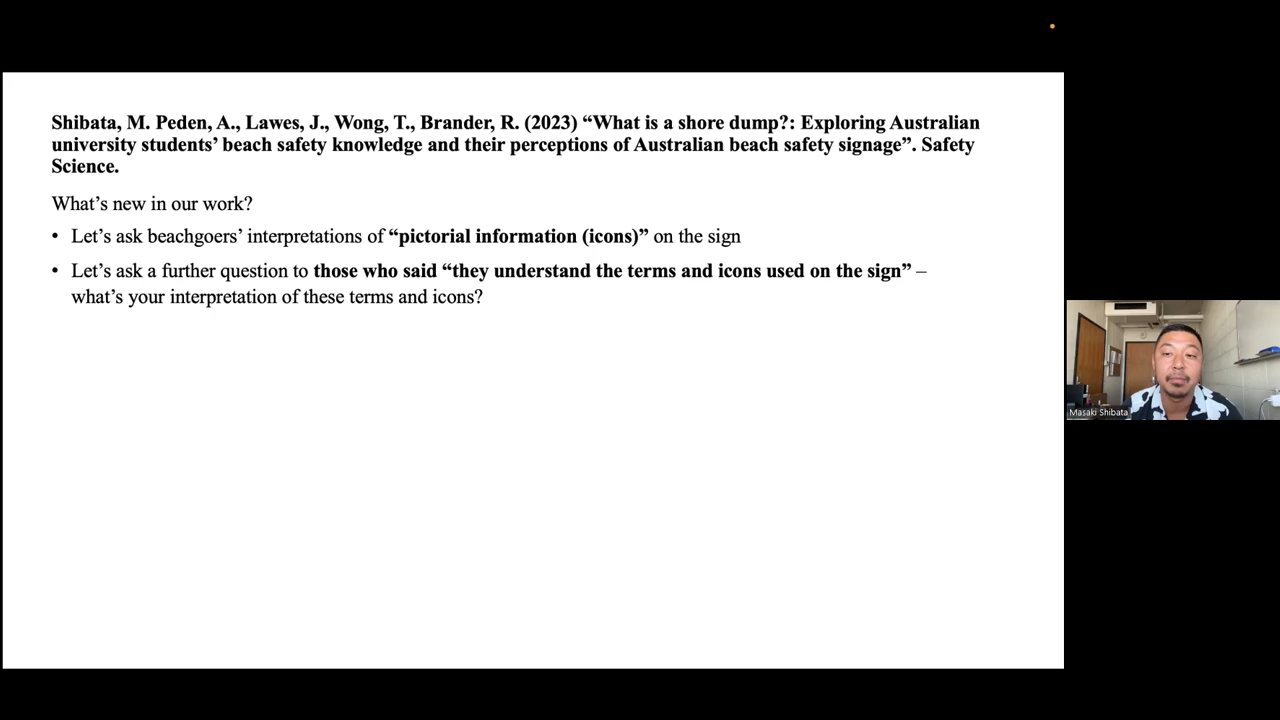 Shibata, M. Peden, A., Lawes, J., Wong, T., Brander, R. (2023) “What is a shore dump?: Exploring Australian
university students’ beach safety knowledge and their perceptions of Australian beach safety signage”. Safety
Science.
What’s new in our work?
• Let’s ask beachgoers’ interpretations of “pictorial information (icons)” on the sign
• Let’s ask a further question to those who said “they understand the terms and icons used on the sign” –
what’s your interpretation of these terms and icons?
Masaki Shibata